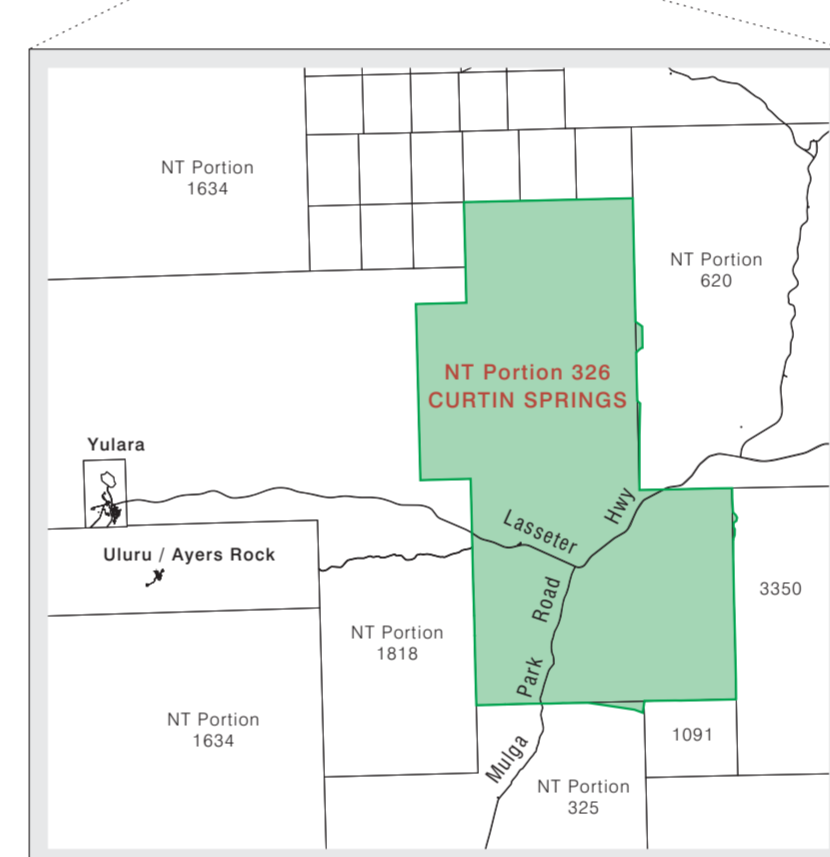 NT Portion
1634
NT Portion
620
NT Portion 326
CURTIN SPRINGS
Yulara
Lasseter
Hwy
Uluru / Ayers Rock
3350
Road
NT Portion
1818
Park
NT Portion
1634
1091
Mulga
NT Portion
325